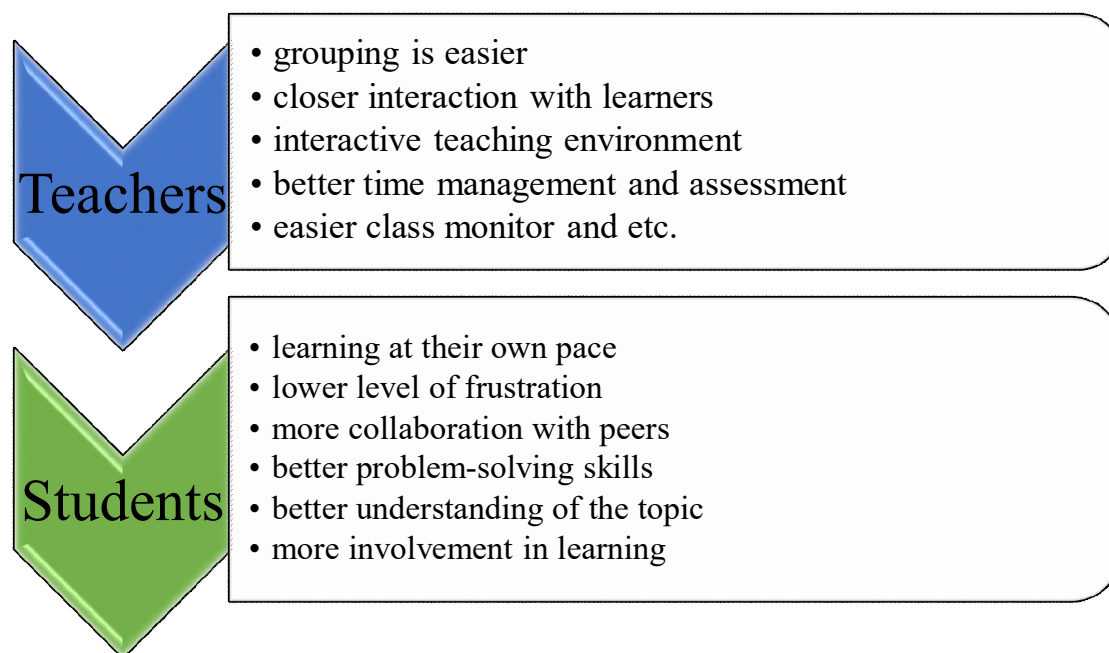 Teachers
• grouping is easier
• closer interaction with learners
• interactive teaching environment
• better time management and assessment
• easier class monitor and etc.
Students
• learning at their own pace
• lower level of frustration
• more collaboration with peers
• better problem-solving skills
• better understanding of the topic
• more involvement in learning